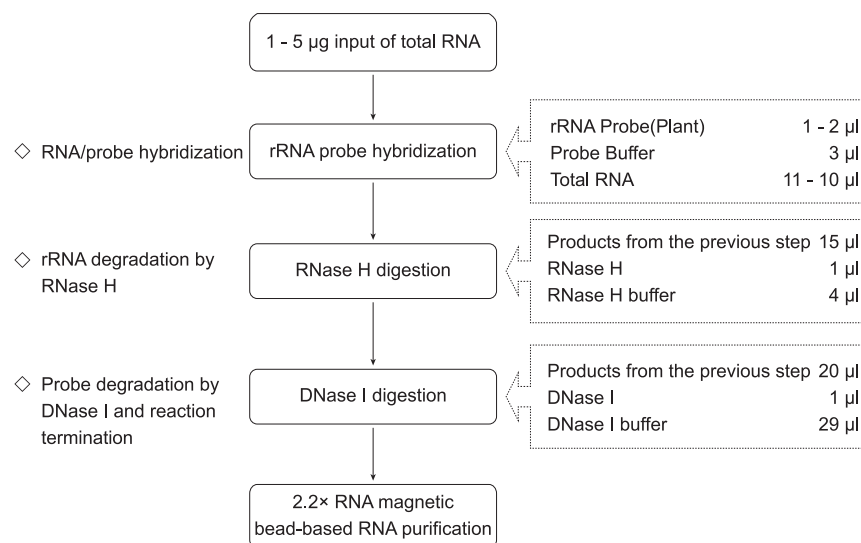 1 - 5 µg input of total RNA
◇ RNA/probe hybridization
rRNA probe hybridization
rRNA Probe(Plant) 1 - 2 µl
Probe Buffer 3 µl
Total RNA 11 - 10 µl
◇ rRNA degradation by
RNase H
RNase H digestion
Products from the previous step 15 µl
RNase H 1 µl
RNase H buffer 4 µl
◇ Probe degradation by
DNase I and reaction
termination
DNase I digestion
Products from the previous step 20 µl
DNase I 1 µl
DNase I buffer 29 µl
2.2× RNA magnetic
bead-based RNA purification